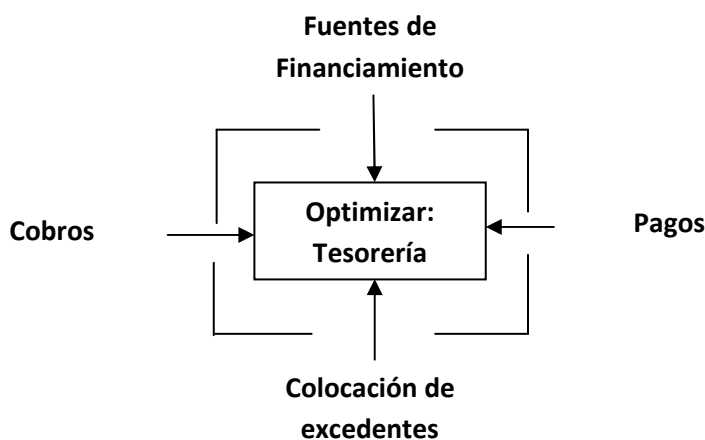 Fuentes de
Financiamiento
Cobros
Optimizar:
Tesorería
Pagos
Colocación de
excedentes